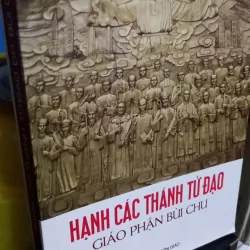 HẠNH CÁC THÁNH TỬ ĐẠO
GIÁO PHẬN BÙI CHU